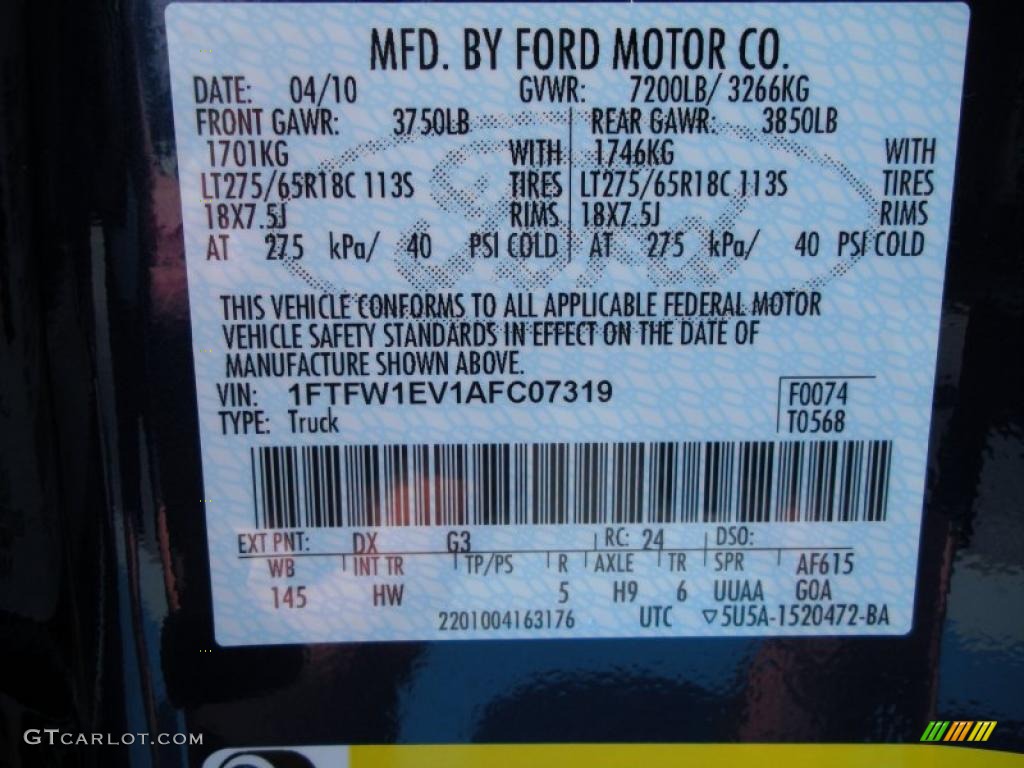 MFD. BY FORD MOTOR CO.
DATE: 04/10 GVWR: 7200LB/ 3266KG
FRONT GAWR: 3750LB REAR GAWR: 3850LB
1701KG WITH 1746KG WITH
LT275/65R18C 113S TIRES LT275/65R18C 113S TIRES
18X7.5J RIMS 18X7.5J RIMS
AT 275 kPa/ 40 PSI COLD AT 275 kPa/ 40 PSI COLD
THIS VEHICLE CONFORMS TO ALL APPLICABLE FEDERAL MOTOR
VEHICLE SAFETY STANDARDS IN EFFECT ON THE DATE OF
MANUFACTURE SHOWN ABOVE.
VIN: 1FTFW1EV1AFC07319 F0074
TYPE: Truck T0568
EXT PNT: DX G3 RC: 24 DSO:
WB INT TR TP/PS R AXLE TR SPR AF615
145 HW 5 H9 6 UUAA GOA
2201004163176 UTC ▽5U5A-1520472-BA
GTCARLOT.COM